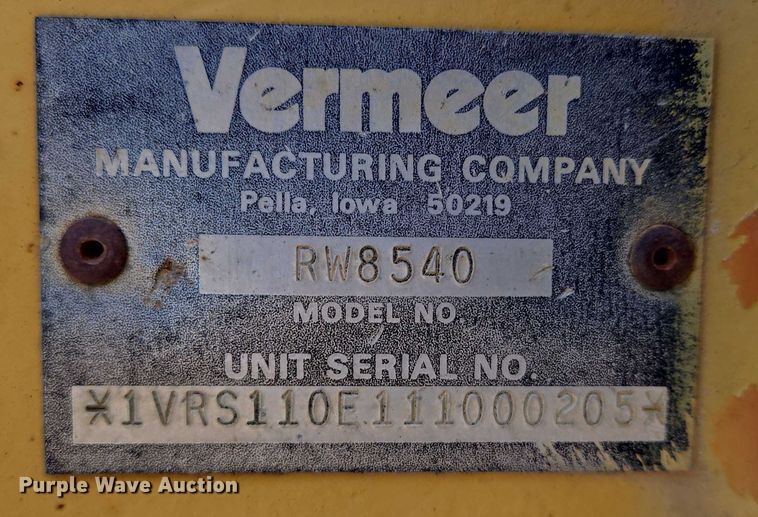 Vermeer
MANUFACTURING COMPANY
Pella, Iowa 50219
RW8540
MODEL NO.
UNIT SERIAL NO.
*1VRS110E111000205*
Purple Wave Auction